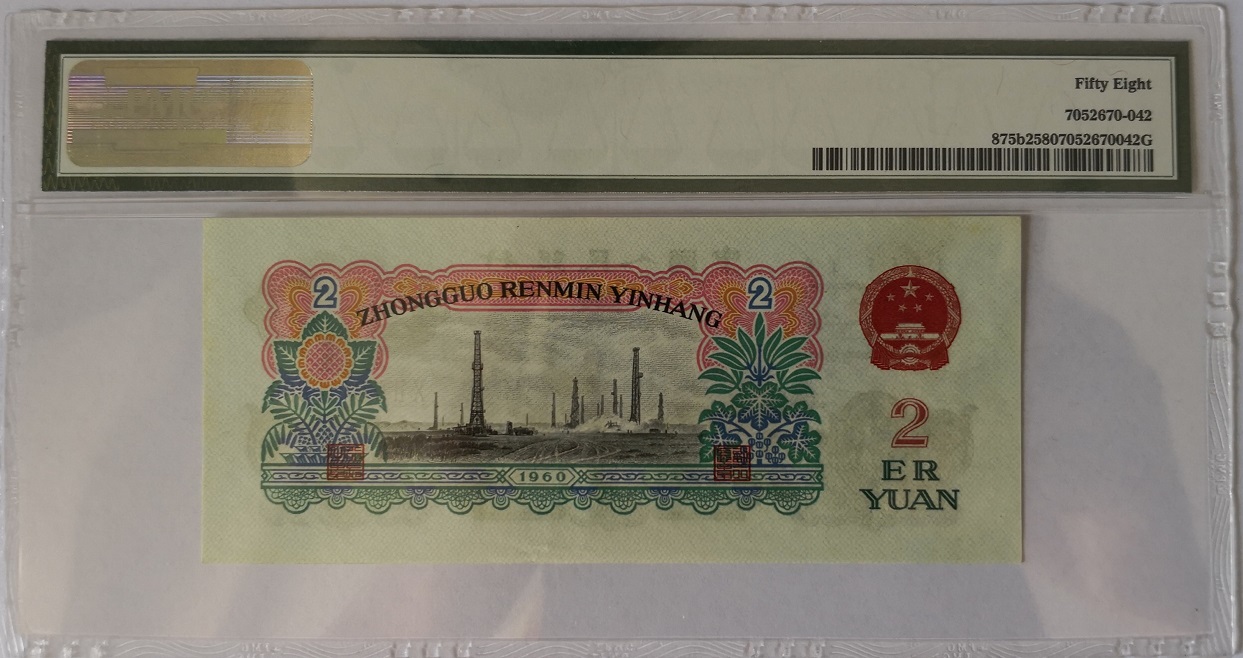 Fifty Eight
7052670-042
875b25807052670042G
2
ZHONGGUO RENMIN YINHANG
2
2
ER
YUAN
1960